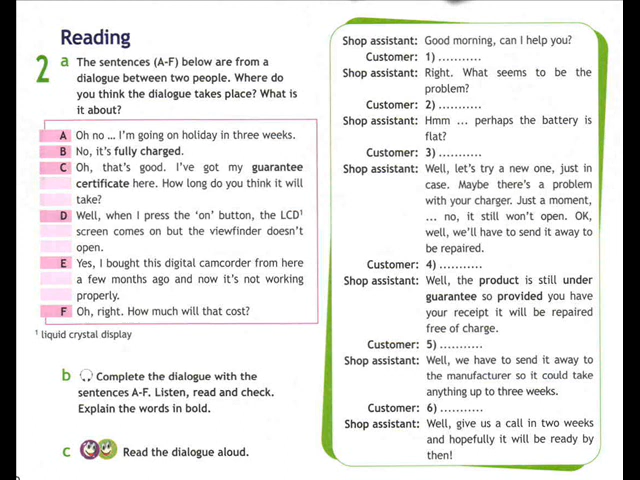 Reading
2 a The sentences (A-F) below are from a
dialogue between two people. Where do
you think the dialogue takes place? What is
it about?
A Oh no ... I'm going on holiday in three weeks.
B No, it's fully charged.
C Oh, that's good. I've got my guarantee
certificate here. How long do you think it will
take?
D Well, when I press the 'on' button, the LCD¹
screen comes on but the viewfinder doesn't
open.
E Yes, I bought this digital camcorder from here
a few months ago and now it's not working
properly.
F Oh, right. How much will that cost?
¹ liquid crystal display
b Complete the dialogue with the
sentences A-F. Listen, read and check.
Explain the words in bold.
c Read the dialogue aloud.
Shop assistant: Good morning, can I help you?
Customer: 1) ...........
Shop assistant: Right. What seems to be the
problem?
Customer: 2) ...........
Shop assistant: Hmm ... perhaps the battery is
flat?
Customer: 3) ...........
Shop assistant: Well, let's try a new one, just in
case. Maybe there's a problem
with your charger. Just a moment,
... no, it still won't open. OK,
well, we'll have to send it away to
be repaired.
Customer: 4) ...........
Shop assistant: Well, the product is still under
guarantee so provided you have
your receipt it will be repaired
free of charge.
Customer: 5) ...........
Shop assistant: Well, we have to send it away to
the manufacturer so it could take
anything up to three weeks.
Customer: 6) ...........
Shop assistant: Well, give us a call in two weeks
and hopefully it will be ready by
then!